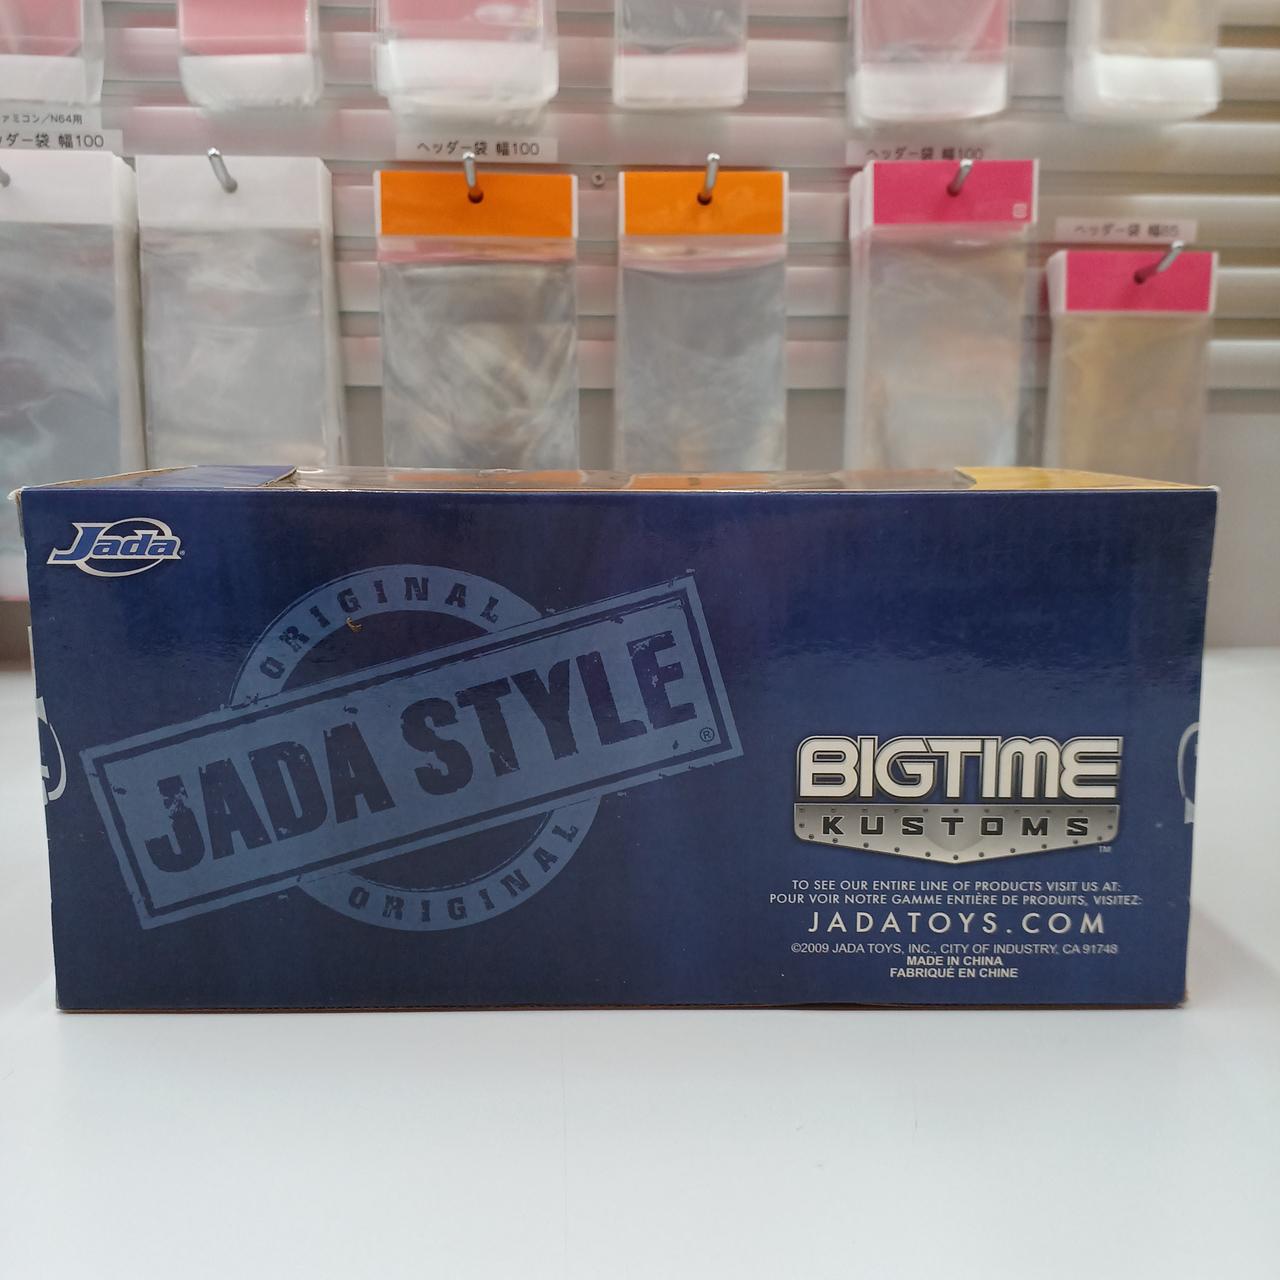 ァミコン／N64用
ダー袋 幅100
ヘッダー袋 幅100
ヘッダー袋 幅100
ヘッダー袋 幅85
Jada
ORIGINAL
JADA STYLE®
ORIGINAL
BIGTIME
KUSTOMS™
TO SEE OUR ENTIRE LINE OF PRODUCTS VISIT US AT:
POUR VOIR NOTRE GAMME ENTIÈRE DE PRODUITS, VISITEZ:
JADATOYS.COM
©2009 JADA TOYS, INC., CITY OF INDUSTRY, CA 91748
MADE IN CHINA
FABRIQUÉ EN CHINE